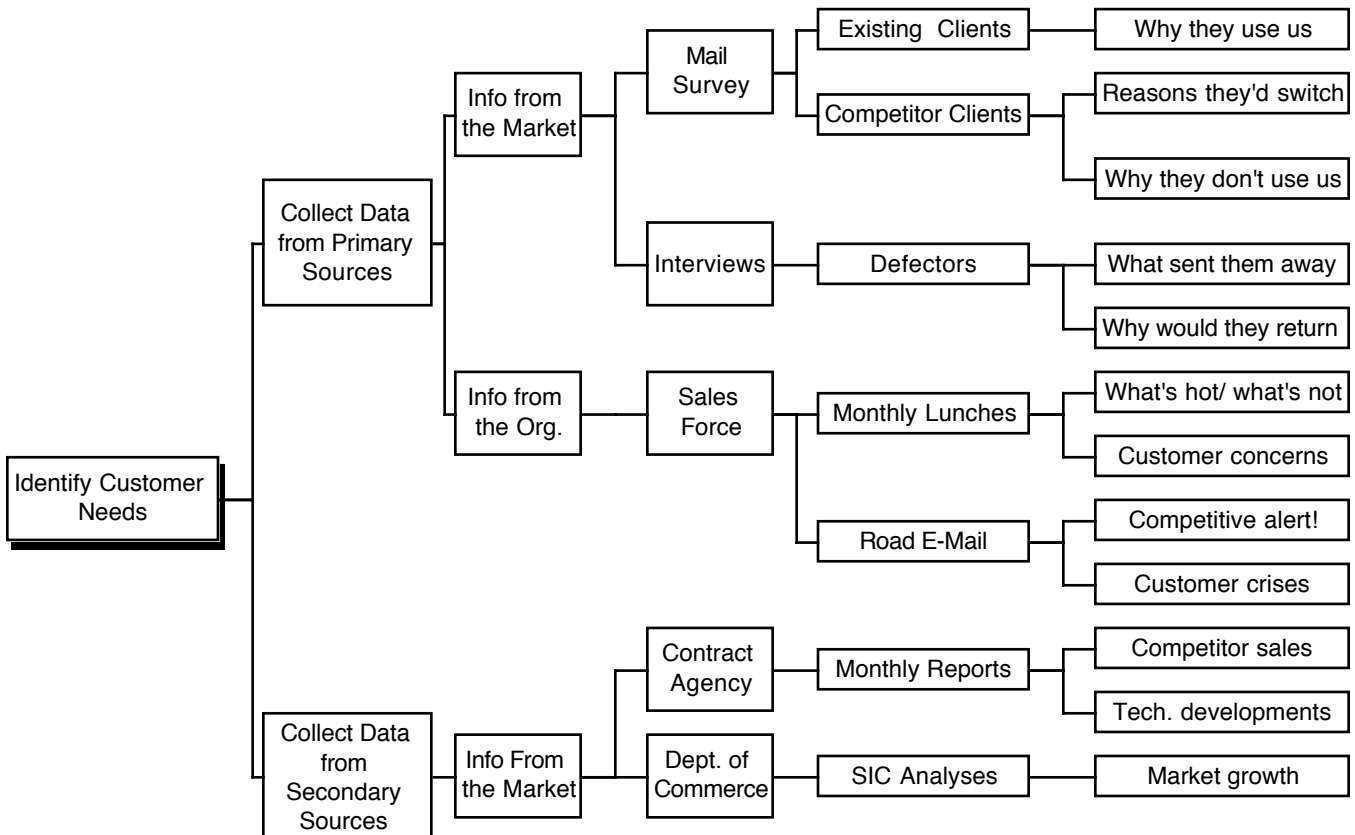 Identify Customer
Needs
Collect Data
from Primary
Sources
Collect Data
from
Secondary
Sources
Info from
the Market
Info from
the Org.
Info From
the Market
Mail
Survey
Interviews
Sales
Force
Contract
Agency
Dept. of
Commerce
Existing Clients
Competitor Clients
Defectors
Monthly Lunches
Road E-Mail
Monthly Reports
SIC Analyses
Why they use us
Reasons they'd switch
Why they don't use us
What sent them away
Why would they return
What's hot/ what's not
Customer concerns
Competitive alert!
Customer crises
Competitor sales
Tech. developments
Market growth